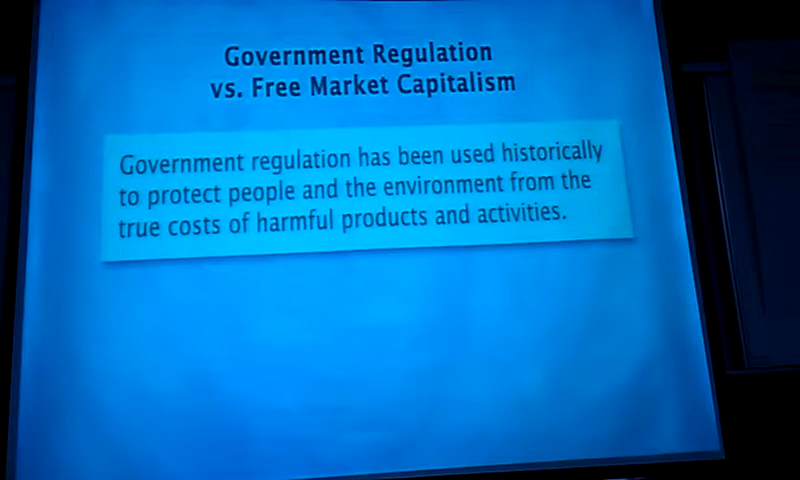 Government Regulation
vs. Free Market Capitalism
Government regulation has been used historically
to protect people and the environment from the
true costs of harmful products and activities.